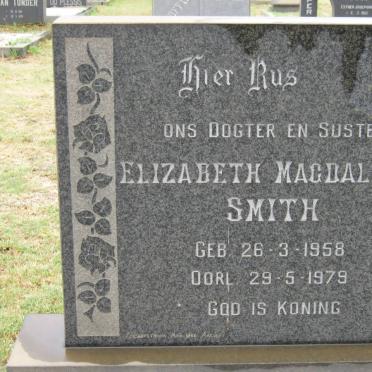 Hier Rus
ONS DOGTER EN SUSTE
ELIZABETH MAGDAL
SMITH
GEB. 26-3-1958
OORL. 29-5-1979
GOD IS KONING